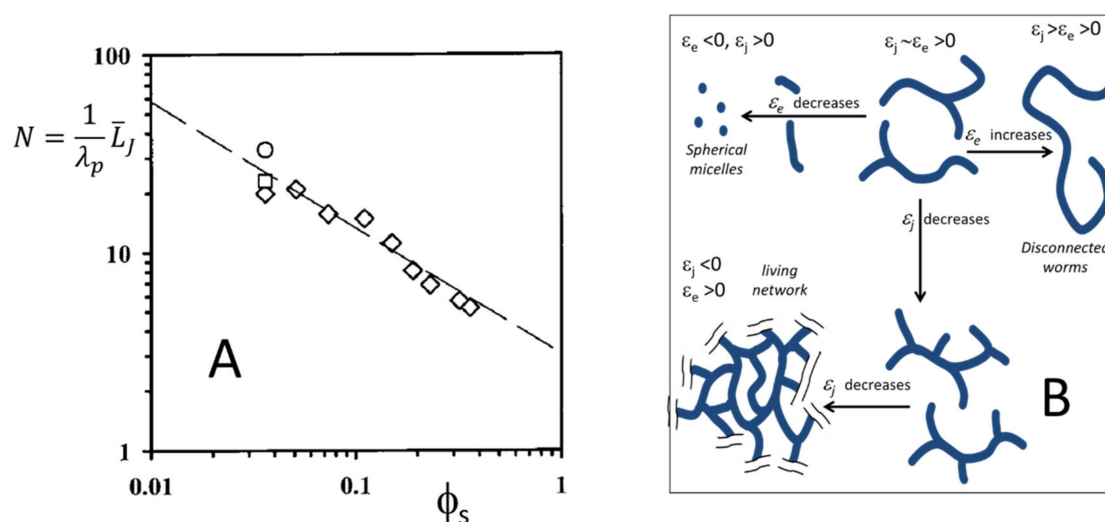 100
N = 1/λp L̄J
10
A
1
0.01
0.1
1
ϕs
εe <0, εj >0
εj~εe >0
εj>εe >0
εe decreases
εe increases
Spherical
micelles
εj decreases
Disconnected
worms
εj <0
εe >0
living
network
εj decreases
B